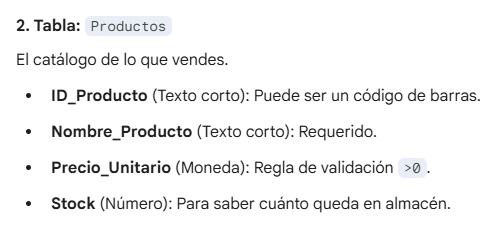 2. Tabla: Productos
El catálogo de lo que vendes.
• ID_Producto (Texto corto): Puede ser un código de barras.
• Nombre_Producto (Texto corto): Requerido.
• Precio_Unitario (Moneda): Regla de validación >0.
• Stock (Número): Para saber cuánto queda en almacén.